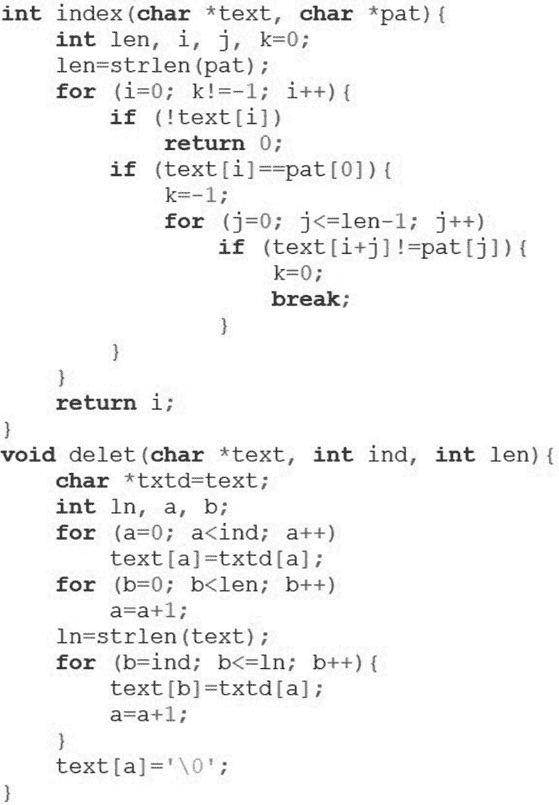 int index(char *text, char *pat){
    int len, i, j, k=0;
    len=strlen(pat);
    for (i=0; k!=-1; i++){
        if (!text[i])
            return 0;
        if (text[i]==pat[0]){
            k=-1;
            for (j=0; j<=len-1; j++)
                if (text[i+j]!=pat[j]){
                    k=0;
                    break;
                }
        }
    }
    return i;
}
void delet(char *text, int ind, int len){
    char *txtd=text;
    int ln, a, b;
    for (a=0; a<ind; a++)
        text[a]=txtd[a];
    for (b=0; b<len; b++)
        a=a+1;
    ln=strlen(text);
    for (b=ind; b<=ln; b++){
        text[b]=txtd[a];
        a=a+1;
    }
    text[a]='\0';
}